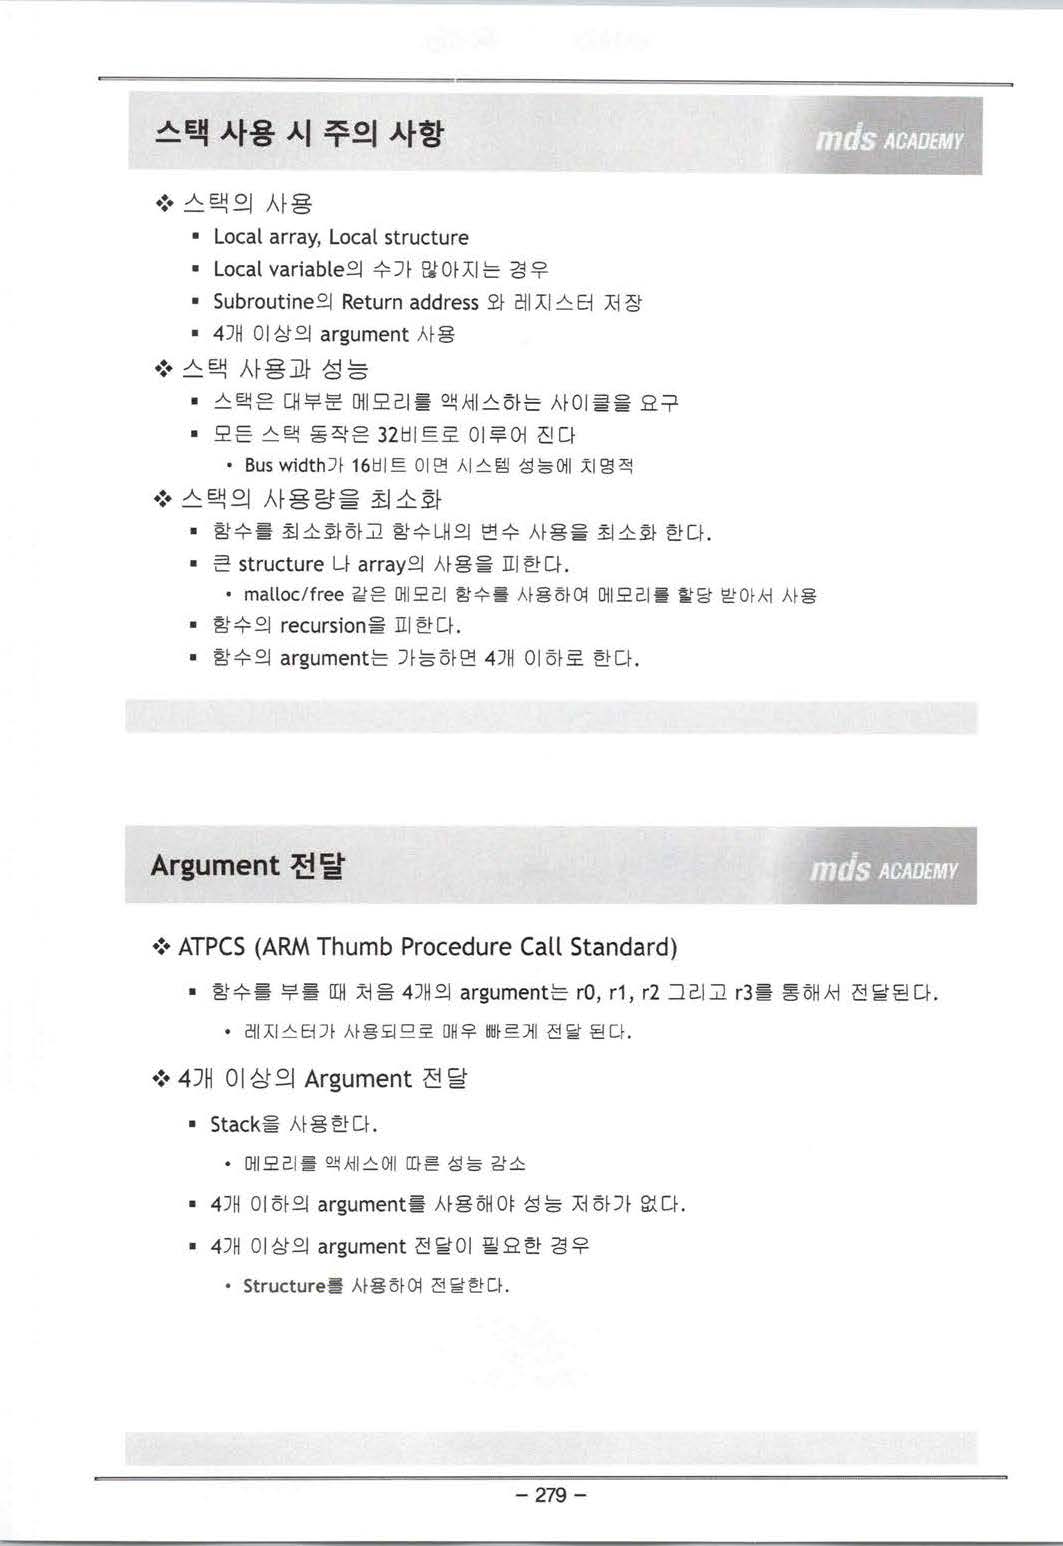 스택 사용 시 주의 사항
mds ACADEMY
❖ 스택의 사용
▪ Local array, Local structure
▪ Local variable의 수가 많아지는 경우
▪ Subroutine의 Return address 와 레지스터 저장
▪ 4개 이상의 argument 사용
❖ 스택 사용과 성능
▪ 스택은 대부분 메모리를 액세스하는 사이클을 요구
▪ 모든 스택 동작은 32비트로 이루어 진다
• Bus width가 16비트 이면 시스템 성능에 치명적
❖ 스택의 사용량을 최소화
▪ 함수를 최소화하고 함수내의 변수 사용을 최소화 한다.
▪ 큰 structure 나 array의 사용을 피한다.
• malloc/free 같은 메모리 함수를 사용하여 메모리를 할당 받아서 사용
▪ 함수의 recursion을 피한다.
▪ 함수의 argument는 가능하면 4개 이하로 한다.
Argument 전달
mds ACADEMY
❖ ATPCS (ARM Thumb Procedure Call Standard)
▪ 함수를 부를 때 처음 4개의 argument는 r0, r1, r2 그리고 r3를 통해서 전달된다.
• 레지스터가 사용되므로 매우 빠르게 전달 된다.
❖ 4개 이상의 Argument 전달
▪ Stack을 사용한다.
• 메모리를 액세스에 따른 성능 감소
▪ 4개 이하의 argument를 사용해야 성능 저하가 없다.
▪ 4개 이상의 argument 전달이 필요한 경우
• Structure를 사용하여 전달한다.
- 279 -